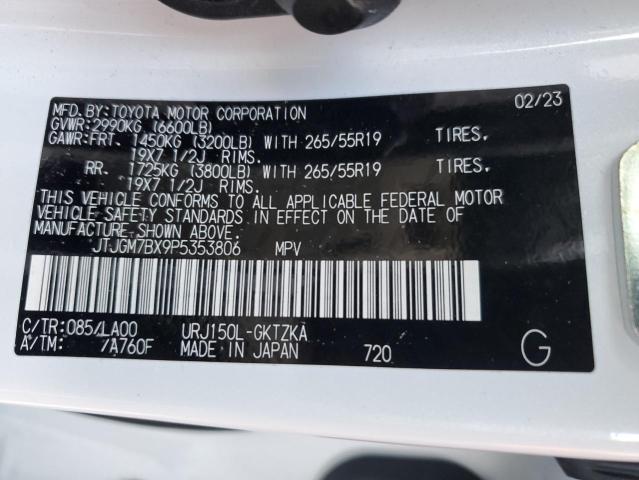 MFD.BY:TOYOTA MOTOR CORPORATION 02/23
GVWR:2990KG (6600LB)
GAWR:FRT. 1450KG (3200LB) WITH 265/55R19 TIRES,
19X7 1/2J RIMS.
RR. 1725KG (3800LB) WITH 265/55R19 TIRES,
19X7 1/2J RIMS.
THIS VEHICLE CONFORMS TO ALL APPLICABLE FEDERAL MOTOR
VEHICLE SAFETY STANDARDS IN EFFECT ON THE DATE OF
MANUFACTURE SHOWN ABOVE.
JTJGM7BX9P5353806 MPV
C/TR:085/LA00 URJ150L-GKTZKA
A/TM: /A760F MADE IN JAPAN 720 G